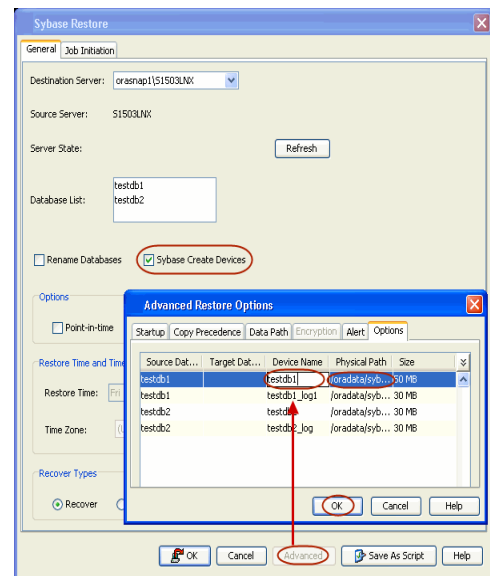 Sybase Restore
General Job Initiation
Destination Server: orasnap1\S1503LNX
Source Server: S1503LNX
Server State: Refresh
Database List: testdb1
testdb2
Rename Databases Sybase Create Devices
Options
Point-in-time
Restore Time and Time
Restore Time: Fri
Time Zone:
Recover Types
Recover
Advanced Restore Options
Startup Copy Precedence Data Path Encryption Alert Options
Source Dat... Target Dat... Device Name Physical Path Size
testdb1 testdb1 /oradata/syb... 50 MB
testdb1 testdb1_log1 /oradata/syb... 30 MB
testdb2 /oradata/syb... 30 MB
testdb2 testdb2_log /oradata/syb... 30 MB
OK Cancel Help
OK Cancel Advanced Save As Script Help